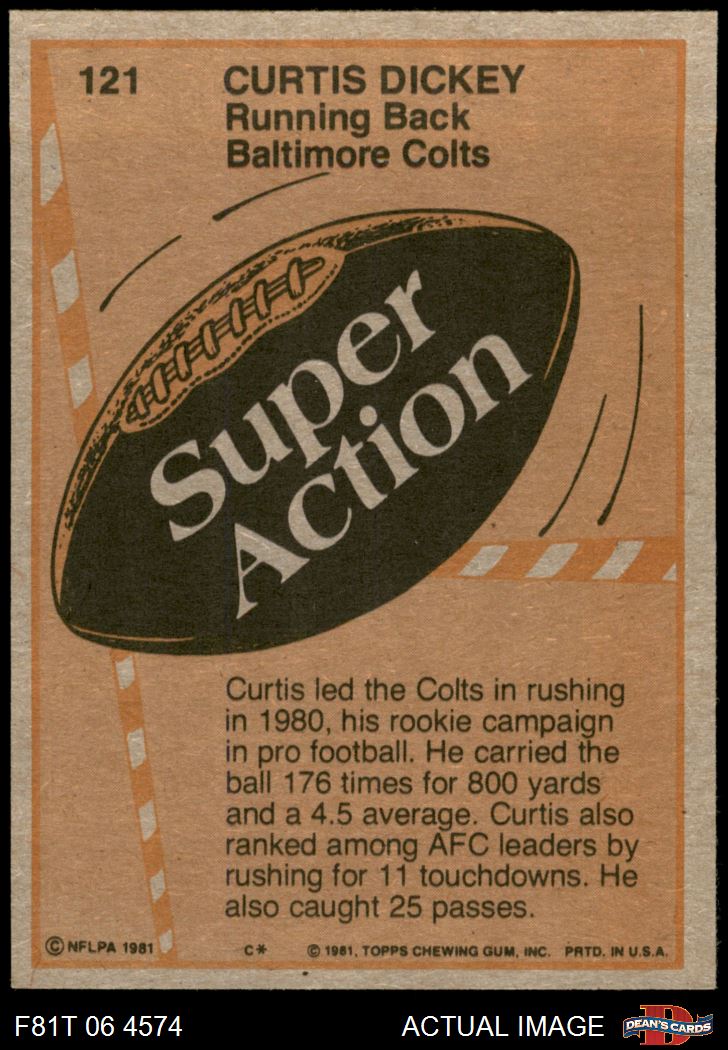 121
CURTIS DICKEY
Running Back
Baltimore Colts
Super
Action
Curtis led the Colts in rushing
in 1980, his rookie campaign
in pro football. He carried the
ball 176 times for 800 yards
and a 4.5 average. Curtis also
ranked among AFC leaders by
rushing for 11 touchdowns. He
also caught 25 passes.
© NFLPA 1981 C* © 1981, TOPPS CHEWING GUM, INC. PRTD. IN U.S.A.
F81T 06 4574 ACTUAL IMAGE D DEAN'S CARDS